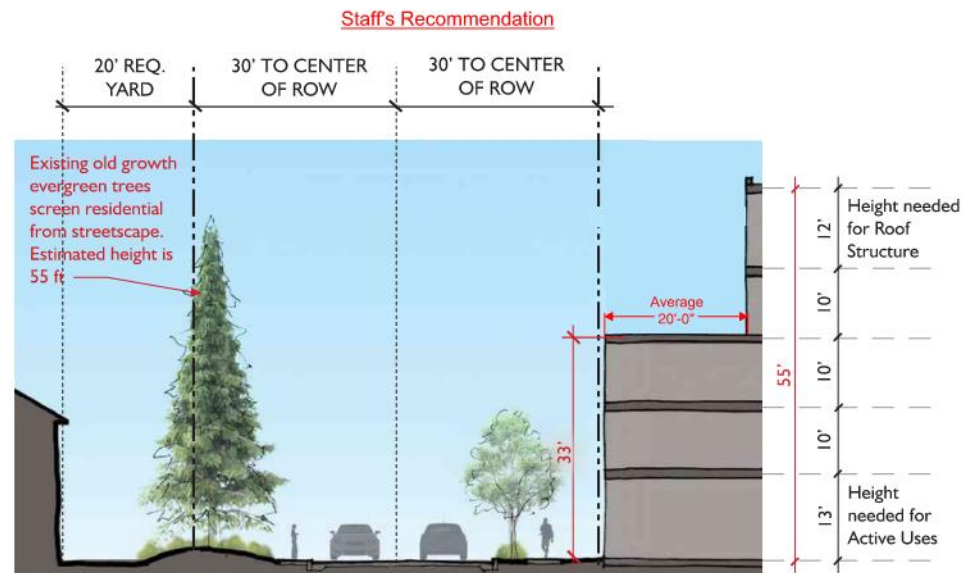 Staff's Recommendation
20' REQ.
YARD
30' TO CENTER
OF ROW
30' TO CENTER
OF ROW
Existing old growth
evergreen trees
screen residential
from streetscape.
Estimated height is
55 ft
Average
20'-0"
33'
55'
12'
10'
10'
10'
13'
Height needed
for Roof
Structure
Height
needed for
Active Uses